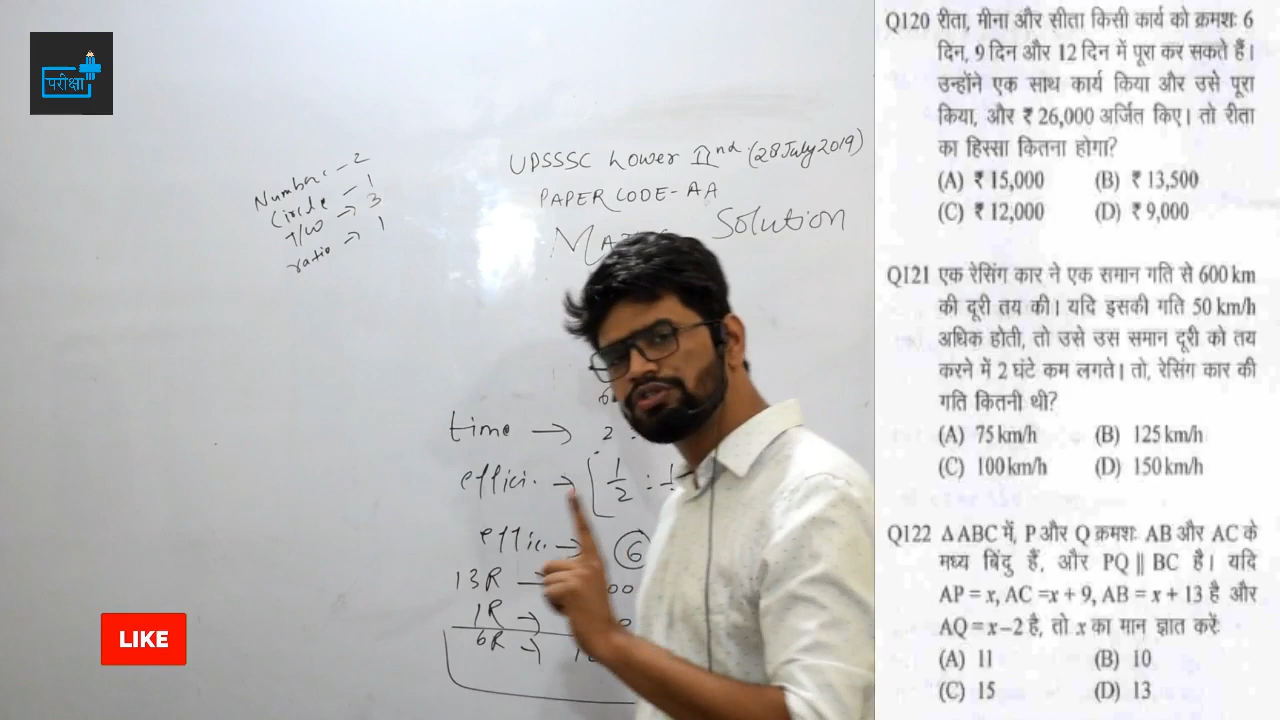 परीक्षा
Number. - 2
Circle - 1
T/W → 3
ratio → 1
UPSSSC Lower IInd (28 July 2019)
PAPER CODE - AA
Solution
time → 2 :
effici. → [ 1/2 :
effic. → 6
13R →
1R →
6R →
LIKE
Q120 रीता, मीना और सीता किसी कार्य को क्रमशः 6
दिन, 9 दिन और 12 दिन में पूरा कर सकते हैं।
उन्होंने एक साथ कार्य किया और उसे पूरा
किया, और ₹ 26,000 अर्जित किए। तो रीता
का हिस्सा कितना होगा?
(A) ₹ 15,000 (B) ₹ 13,500
(C) ₹ 12,000 (D) ₹ 9,000
Q121 एक रेसिंग कार ने एक समान गति से 600 km
की दूरी तय की। यदि इसकी गति 50 km/h
अधिक होती, तो उसे उस समान दूरी को तय
करने में 2 घंटे कम लगते। तो, रेसिंग कार की
गति कितनी थी?
(A) 75 km/h (B) 125 km/h
(C) 100 km/h (D) 150 km/h
Q122 Δ ABC में, P और Q क्रमशः AB और AC के
मध्य बिंदु हैं, और PQ || BC है। यदि
AP = x, AC =x + 9, AB = x + 13 है और
AQ = x – 2 है, तो x का मान ज्ञात करें:
(A) 11 (B) 10
(C) 15 (D) 13